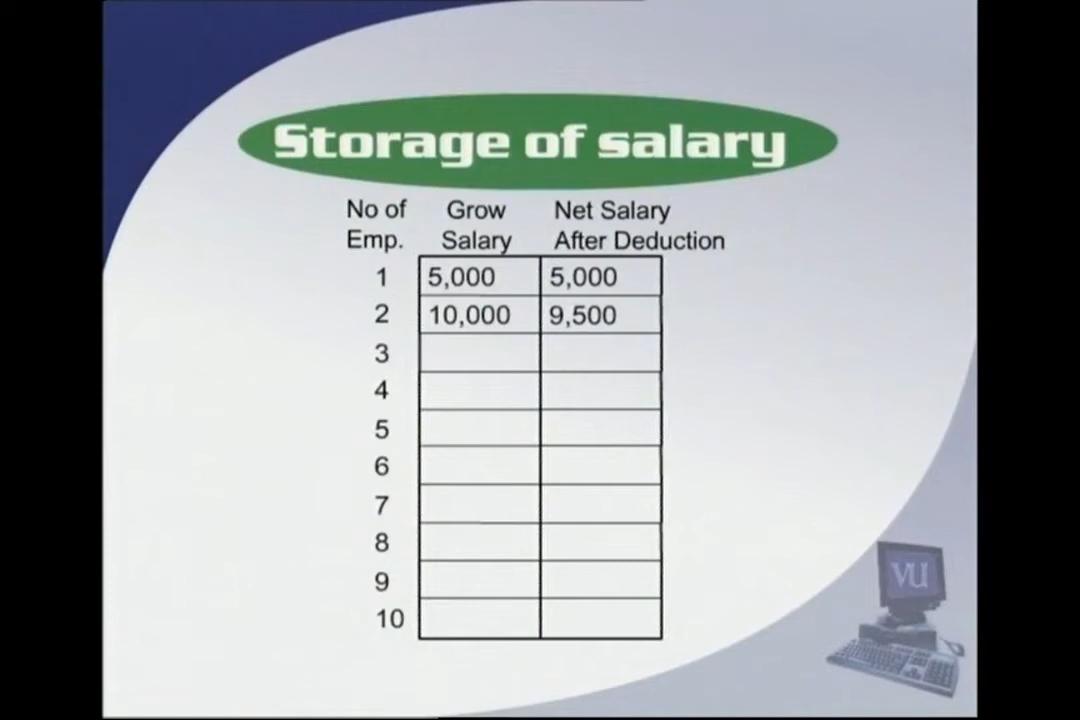 Storage of salary
No of Grow Net Salary
Emp. Salary After Deduction
1 5,000 5,000
2 10,000 9,500
3
4
5
6
7
8
9
10
VU